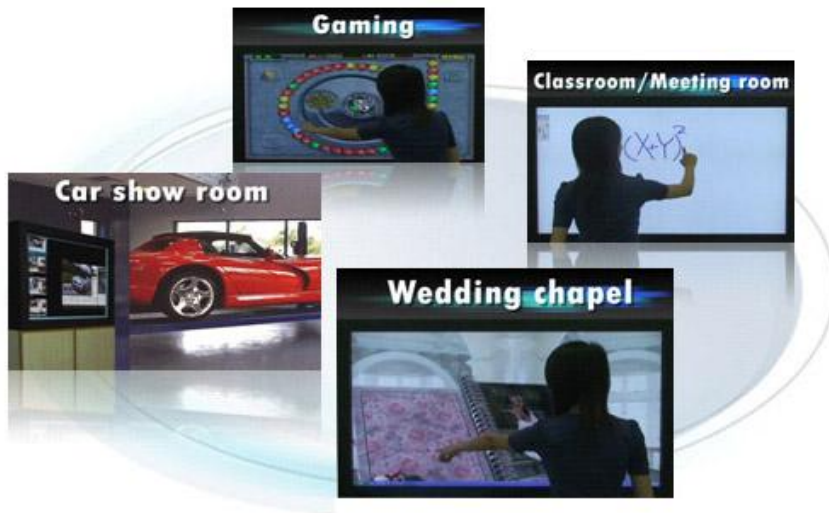 Gaming
Classroom/Meeting room
(X+Y)²
Car show room
Wedding chapel